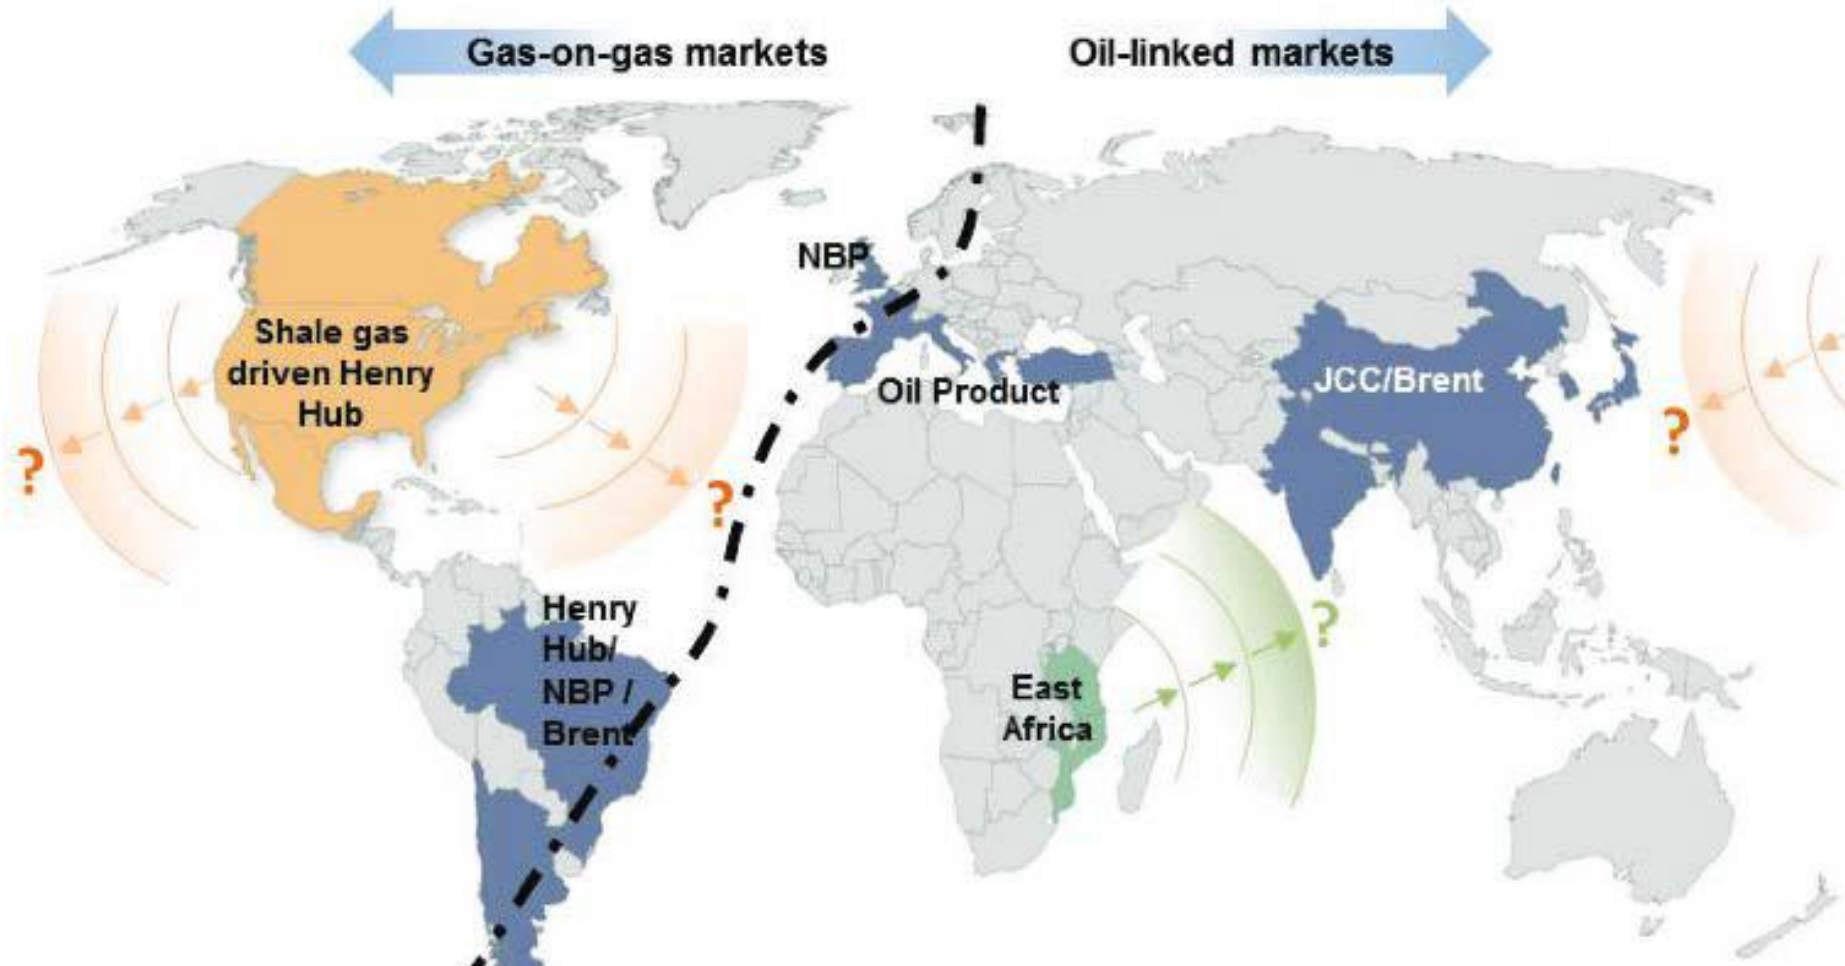 Gas-on-gas markets
Oil-linked markets
NBP
Shale gas
driven Henry
Hub
Oil Product
JCC/Brent
?
?
?
Henry
Hub/
NBP /
Brent
?
East
Africa